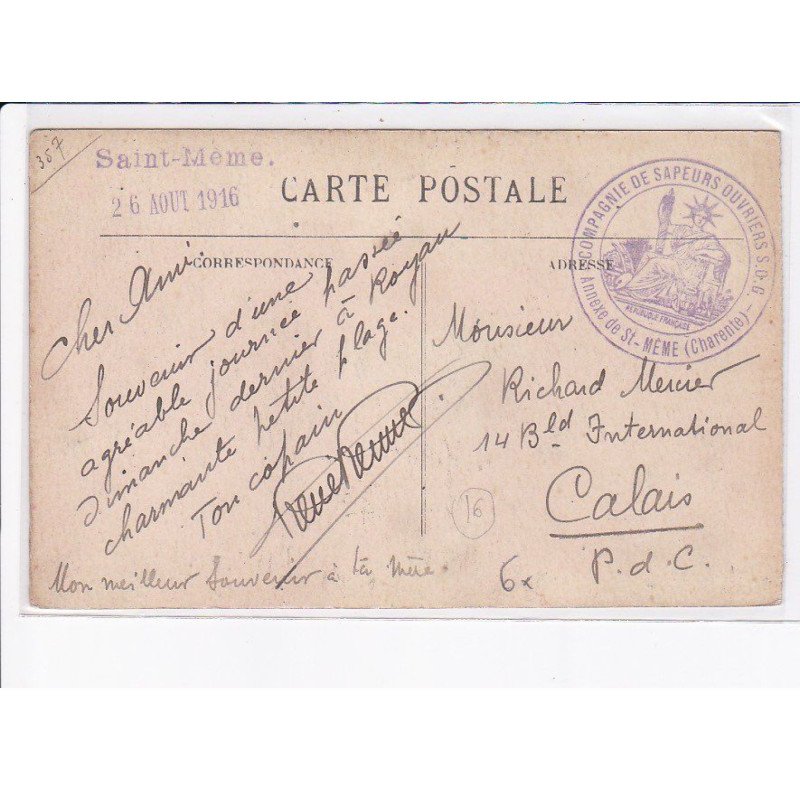 357
Saint-Même.
26 AOUT 1916
CARTE POSTALE
COMPAGNIE DE SAPEURS OUVRIERS S.O.G
Annexe de St-MÊME (Charente)
REPUBLIQUE FRANÇAISE
CORRESPONDANCE
ADRESSE
Cher Ami
Souvenir d'une
agréable journée passée
dimanche dernier à Royan
charmante petite plage.
Ton copain
Mon meilleur souvenir à ta mère.
Monsieur
Richard Mercier
14 Bld International
Calais
P.d.C.
16
6x